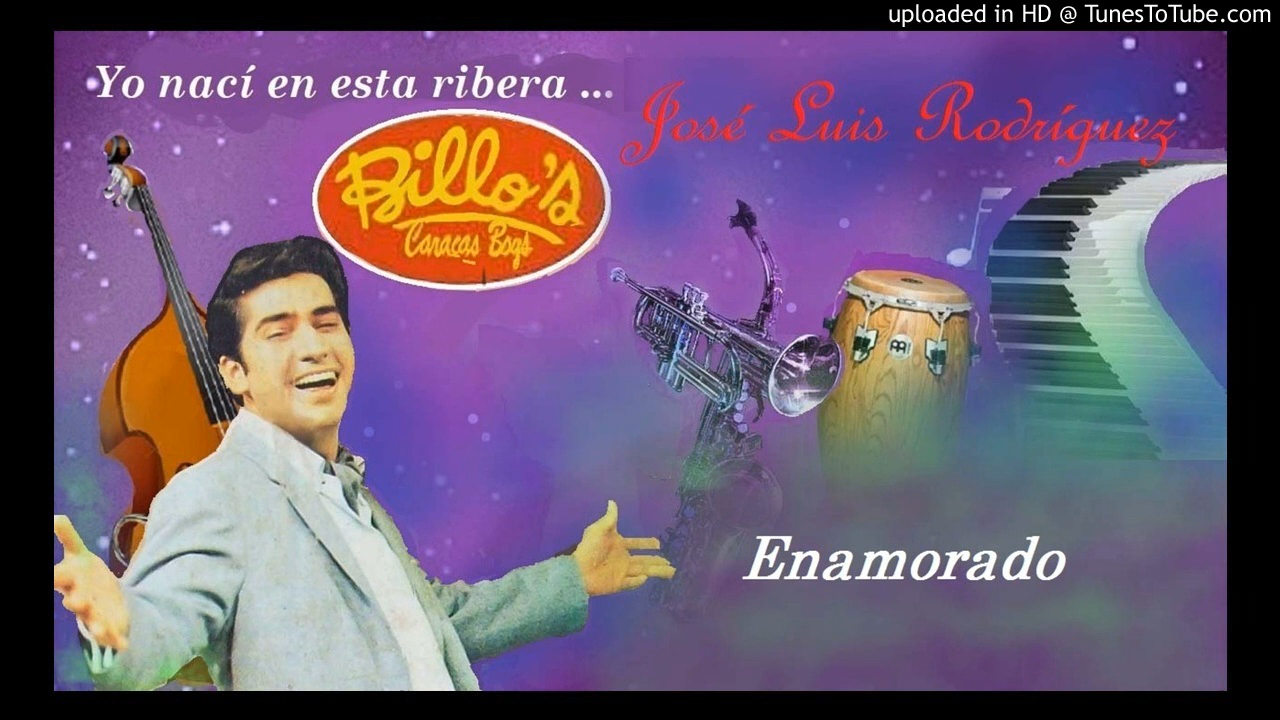 uploaded in HD @ TunesToTube.com
Yo nací en esta ribera ...
José Luis Rodríguez
Billo's
Caracas Boys
Enamorado